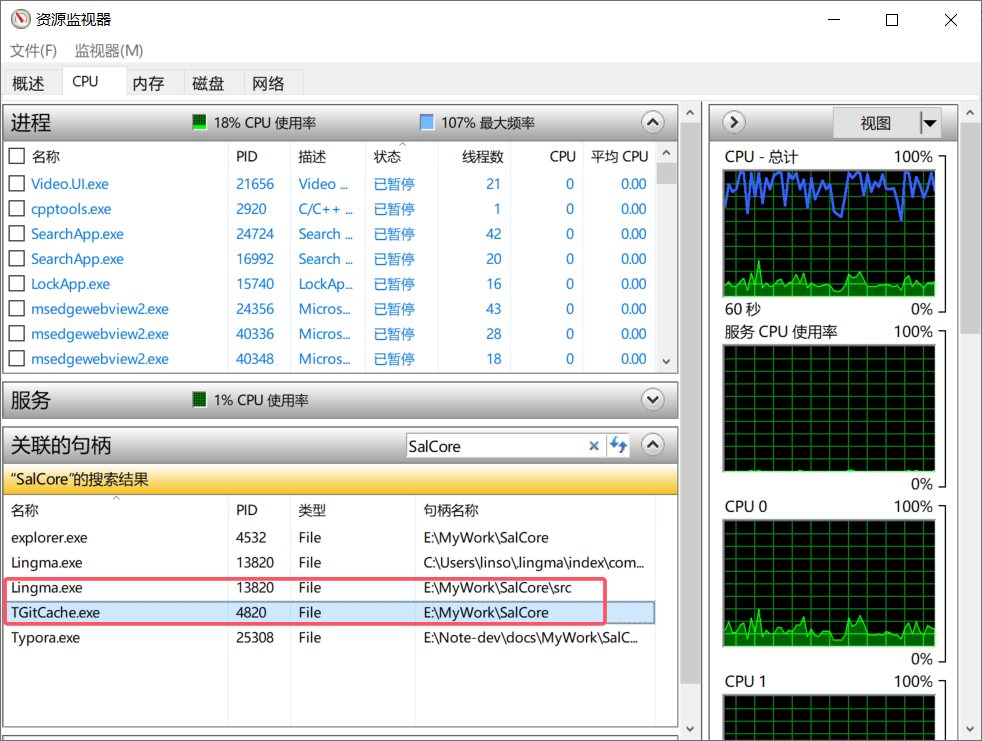 资源监视器
文件(F) 监视器(M)
概述 CPU 内存 磁盘 网络
进程 18% CPU 使用率 107% 最大频率
名称 PID 描述 状态 线程数 CPU 平均 CPU
Video.UI.exe 21656 Video ... 已暂停 21 0 0.00
cpptools.exe 2920 C/C++ ... 已暂停 1 0 0.00
SearchApp.exe 24724 Search ... 已暂停 42 0 0.00
SearchApp.exe 16992 Search ... 已暂停 20 0 0.00
LockApp.exe 15740 LockAp... 已暂停 16 0 0.00
msedgewebview2.exe 24356 Micros... 已暂停 43 0 0.00
msedgewebview2.exe 40336 Micros... 已暂停 28 0 0.00
msedgewebview2.exe 40348 Micros... 已暂停 18 0 0.00
服务 1% CPU 使用率
关联的句柄 SalCore
“SalCore”的搜索结果
名称 PID 类型 句柄名称
explorer.exe 4532 File E:\MyWork\SalCore
Lingma.exe 13820 File C:\Users\linso\.lingma\index\com...
Lingma.exe 13820 File E:\MyWork\SalCore\src
TGitCache.exe 4820 File E:\MyWork\SalCore
Typora.exe 25308 File E:\Note-dev\docs\MyWork\SalC...
视图
CPU - 总计 100%
60 秒 0%
服务 CPU 使用率 100%
0%
CPU 0 100%
0%
CPU 1 100%